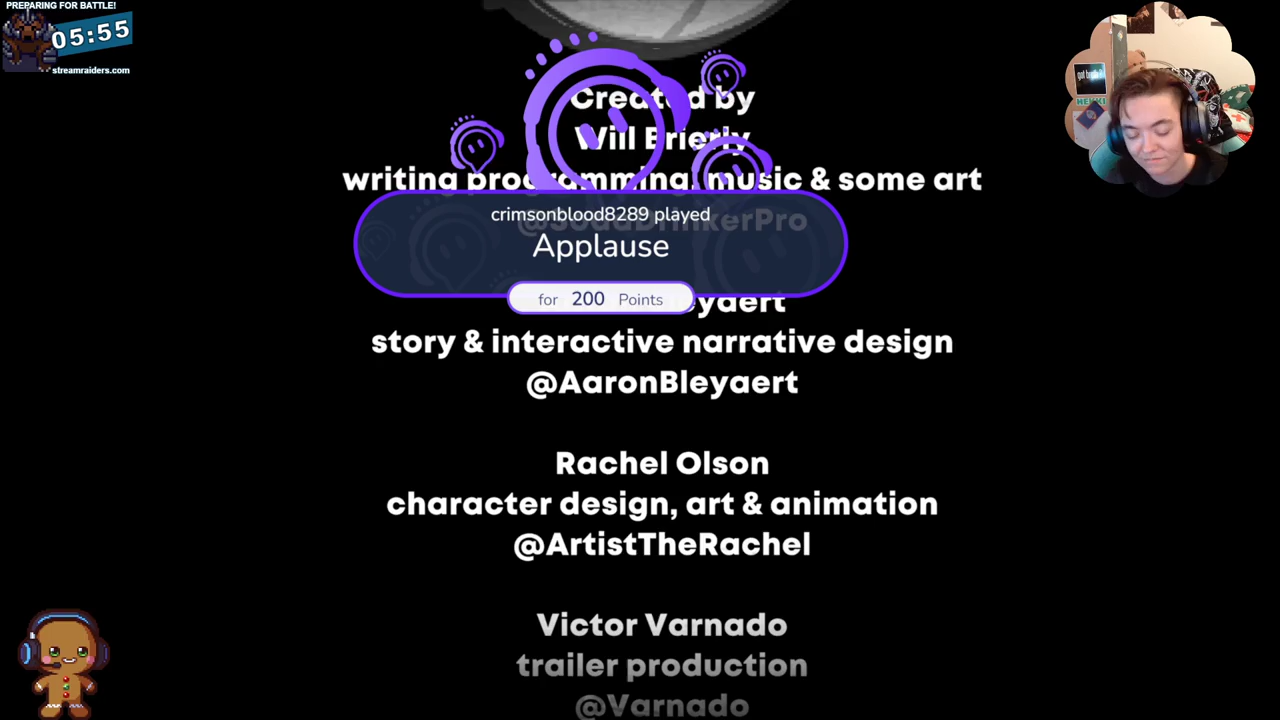 PREPARING FOR BATTLE!
05:55
streamraiders.com
Created by
Will Brierly
writing programming, music & some art
@SodaDrinkerPro
crimsonblood8289 played
Applause
for 200 Points
eyaert
story & interactive narrative design
@AaronBleyaert
Rachel Olson
character design, art & animation
@ArtistTheRachel
Victor Varnado
trailer production
@Varnado